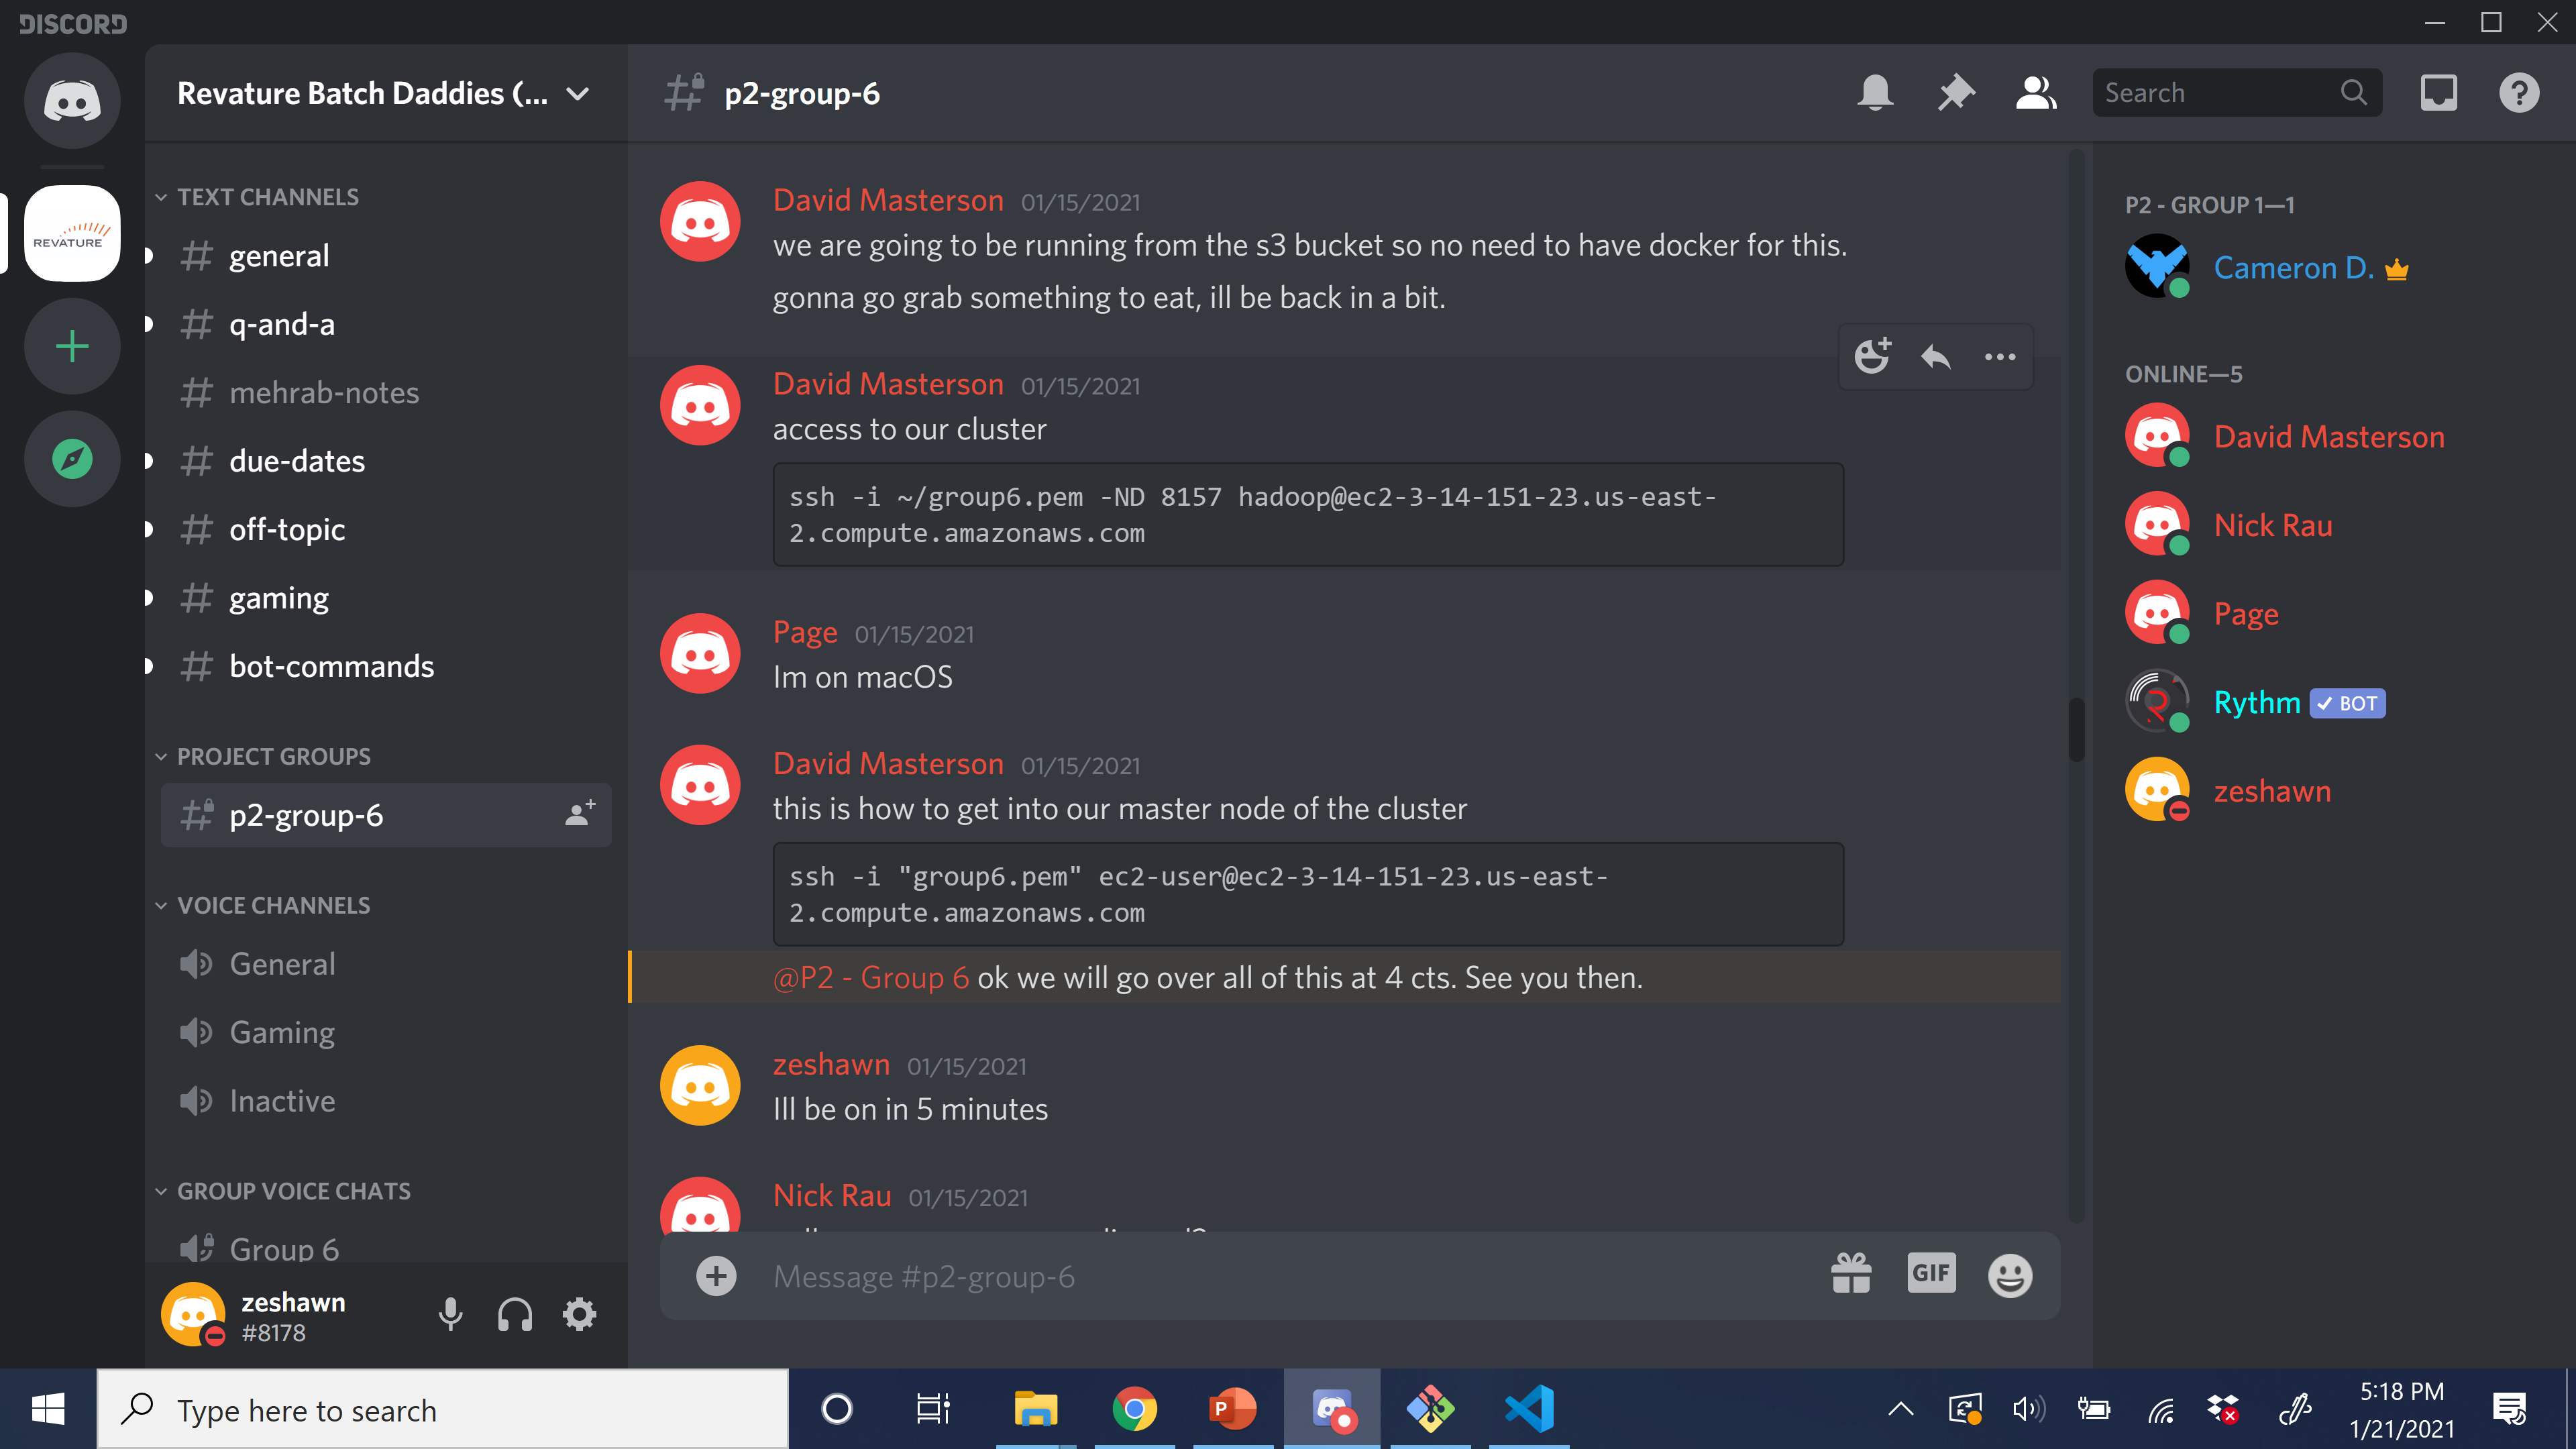 DISCORD
Revature Batch Daddies (...
p2-group-6
Search
REVATURE
TEXT CHANNELS
general
q-and-a
mehrab-notes
due-dates
off-topic
gaming
bot-commands
PROJECT GROUPS
p2-group-6
VOICE CHANNELS
General
Gaming
Inactive
GROUP VOICE CHATS
Group 6
zeshawn
#8178
David Masterson 01/15/2021
we are going to be running from the s3 bucket so no need to have docker for this.
gonna go grab something to eat, ill be back in a bit.
David Masterson 01/15/2021
access to our cluster
ssh -i ~/group6.pem -ND 8157 hadoop@ec2-3-14-151-23.us-east-
2.compute.amazonaws.com
Page 01/15/2021
Im on macOS
David Masterson 01/15/2021
this is how to get into our master node of the cluster
ssh -i "group6.pem" ec2-user@ec2-3-14-151-23.us-east-
2.compute.amazonaws.com
@P2 - Group 6 ok we will go over all of this at 4 cts. See you then.
zeshawn 01/15/2021
Ill be on in 5 minutes
Nick Rau 01/15/2021
Message #p2-group-6
GIF
P2 - GROUP 1—1
Cameron D.
ONLINE—5
David Masterson
Nick Rau
Page
Rythm BOT
zeshawn
Type here to search
5:18 PM
1/21/2021